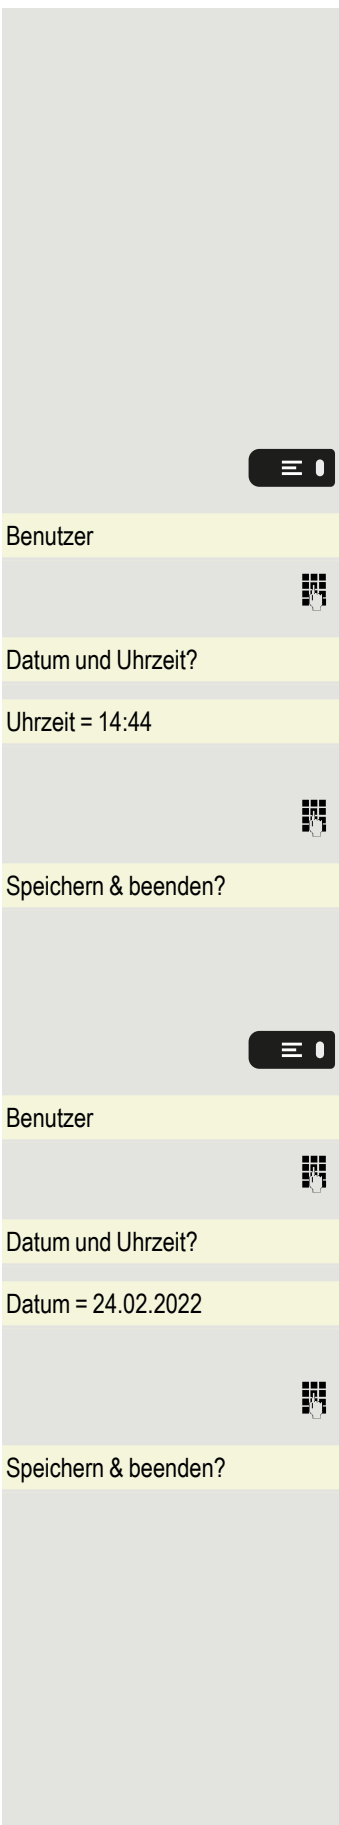 Benutzer
Datum und Uhrzeit?
Uhrzeit = 14:44
Speichern & beenden?
Benutzer
Datum und Uhrzeit?
Datum = 24.02.2022
Speichern & beenden?